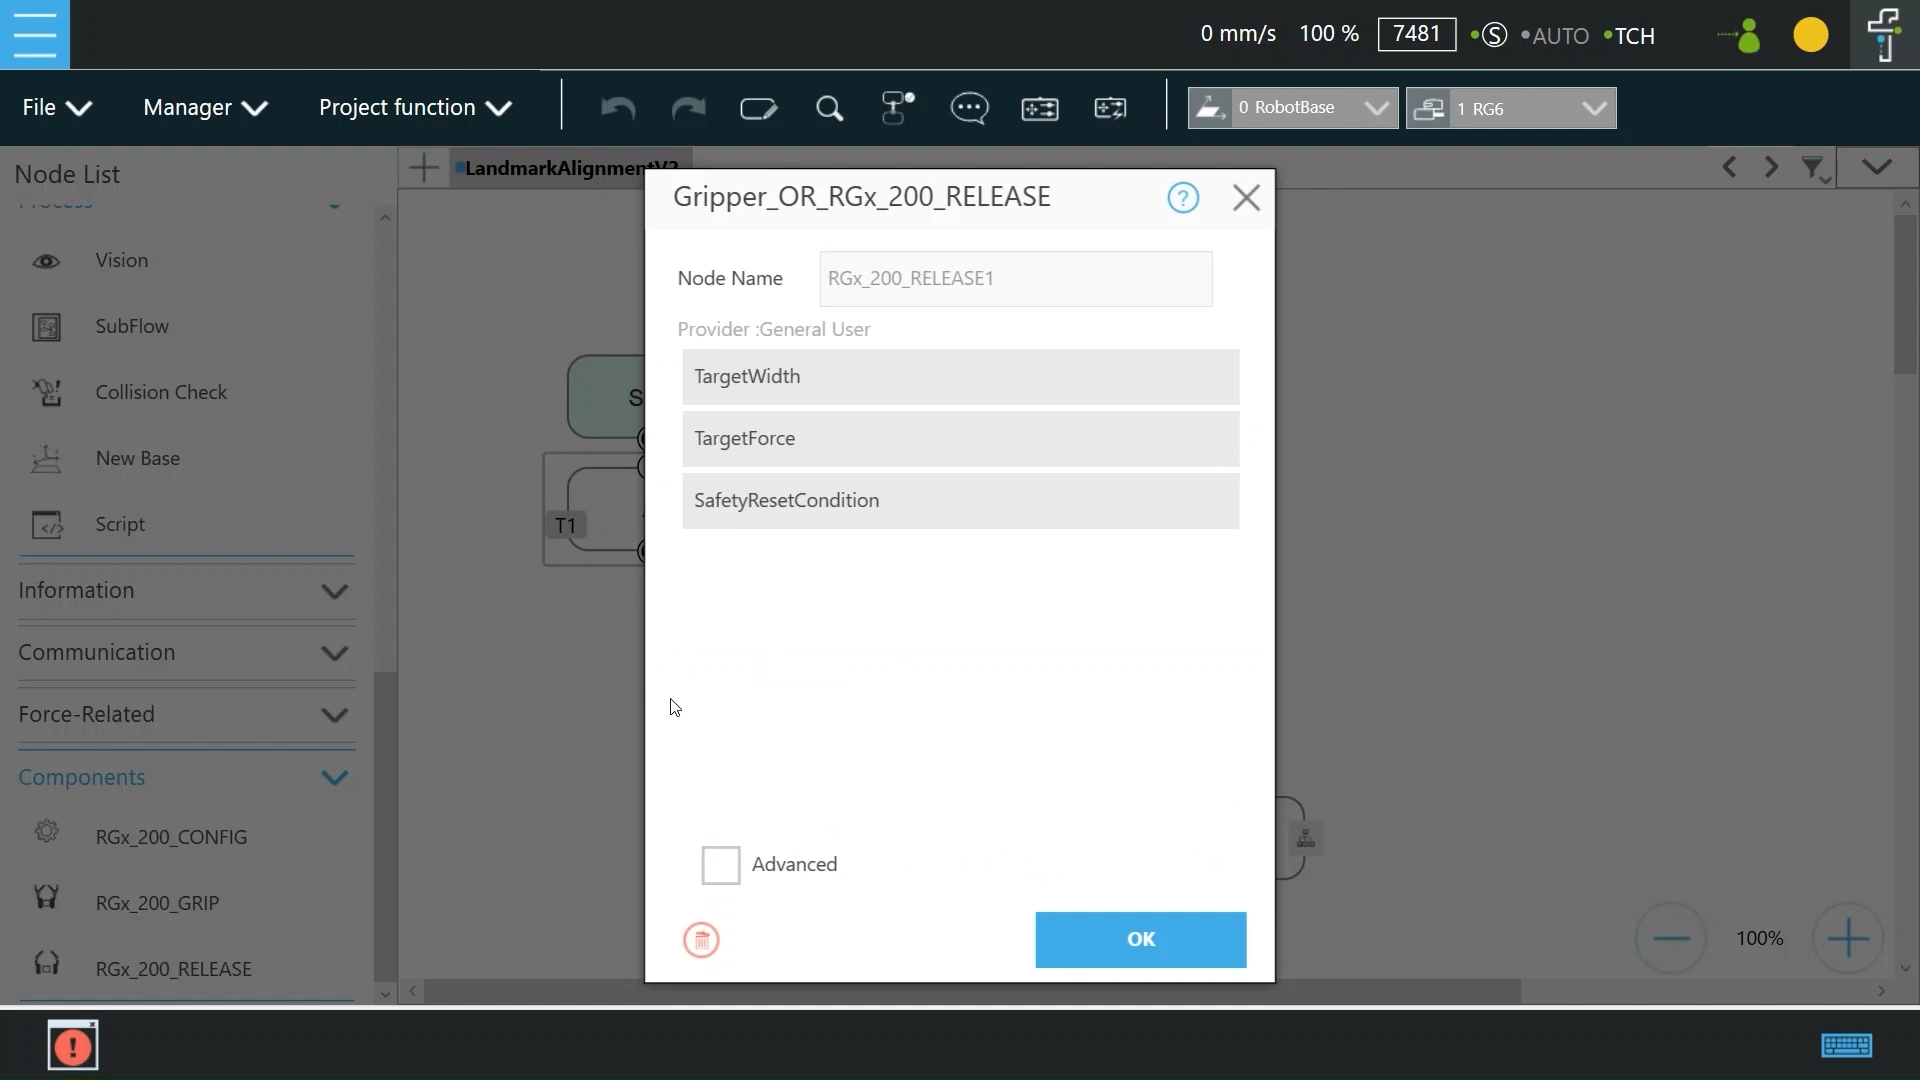 0 mm/s 100 % 7481 S AUTO TCH
File Manager Project function 0 RobotBase 1 RG6
Node List
Process
Vision
SubFlow
Collision Check
New Base
Script
Information
Communication
Force-Related
Components
RGx_200_CONFIG
RGx_200_GRIP
RGx_200_RELEASE
S
T1
Gripper_OR_RGx_200_RELEASE ?
Node Name RGx_200_RELEASE1
Provider :General User
TargetWidth
TargetForce
SafetyResetCondition
Advanced
OK
100%